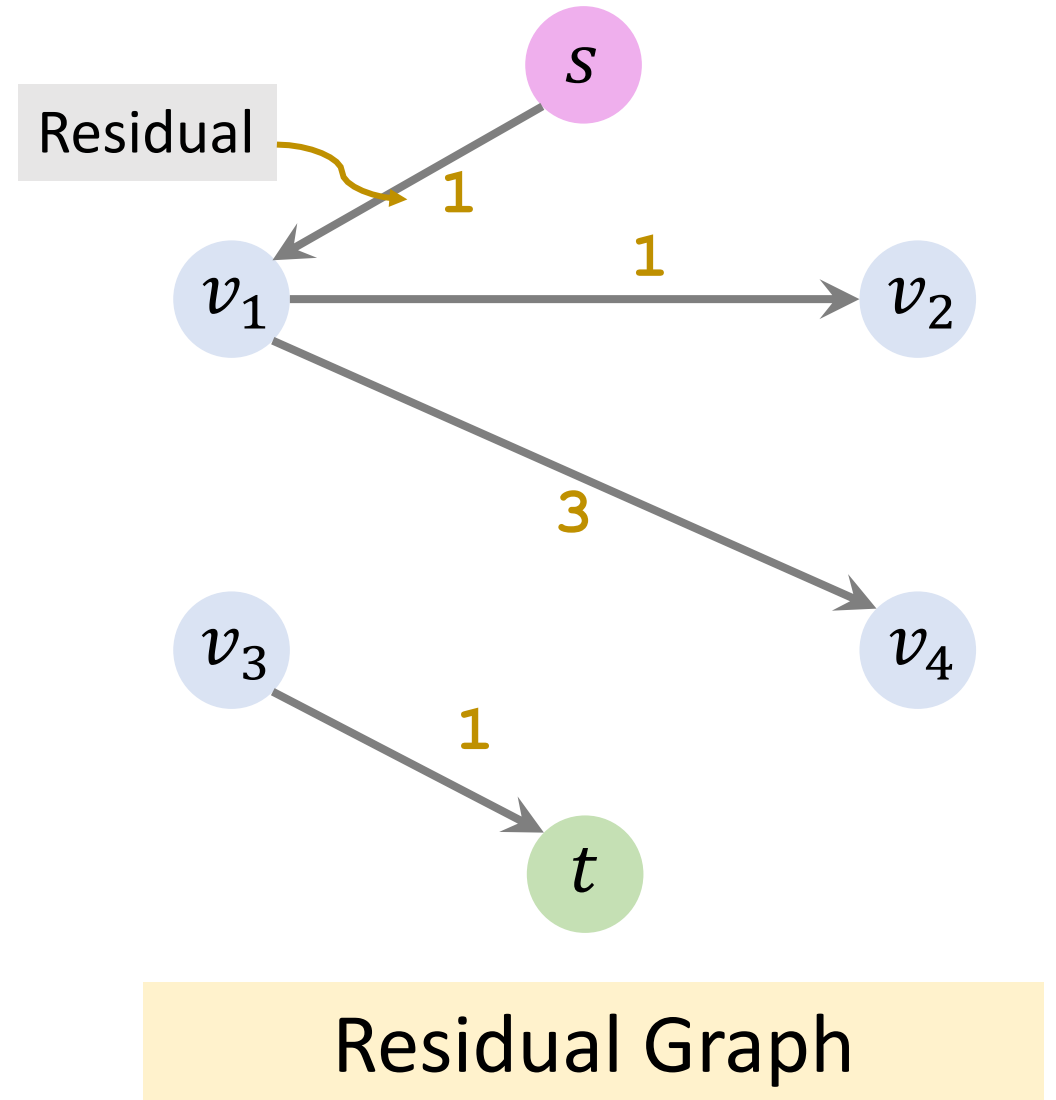 s
Residual
1
1
v₁
v₂
3
v₃
v₄
1
t
Residual Graph